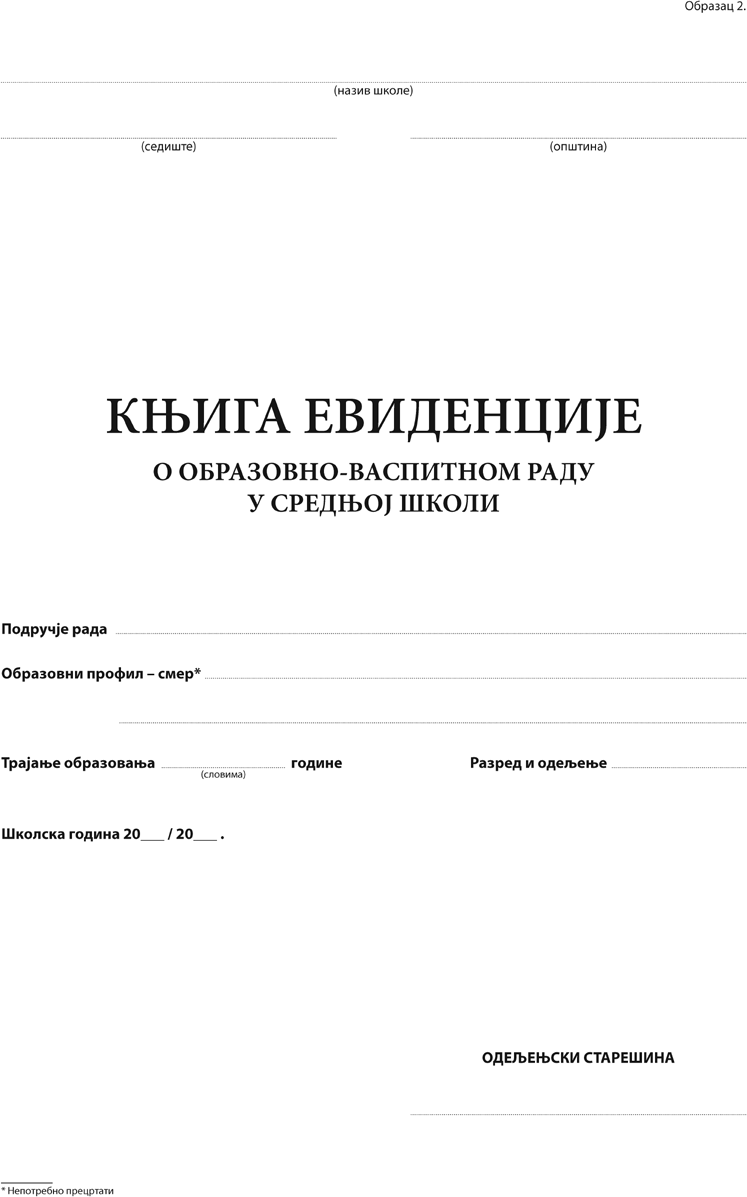 Образац 2.
(назив школе)
(седиште) (општина)
КЊИГА ЕВИДЕНЦИЈЕ
О ОБРАЗОВНО-ВАСПИТНОМ РАДУ
У СРЕДЊОЈ ШКОЛИ
Подручје рада
Образовни профил – смер*
Трајање образовања године Разред и одељење
(словима)
Школска година 20___ / 20___ .
ОДЕЉЕЊСКИ СТАРЕШИНА
* Непотребно прецртати